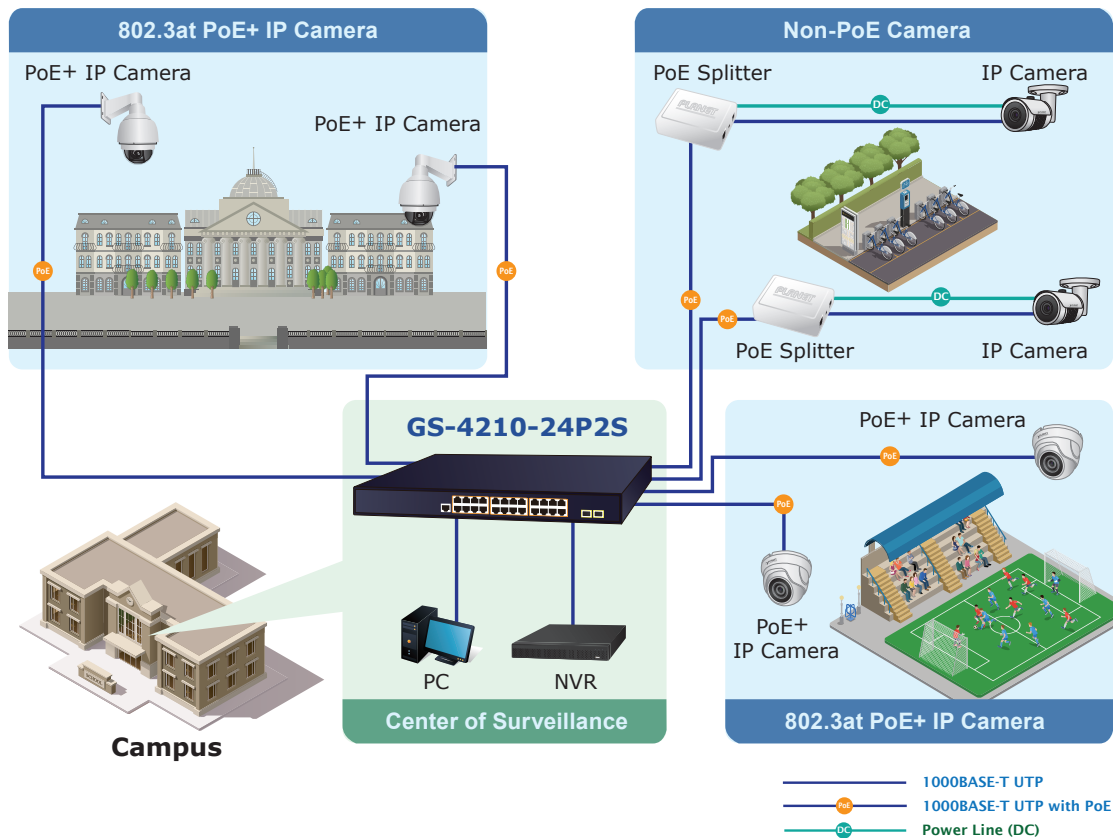 802.3at PoE+ IP Camera
PoE+ IP Camera
PoE+ IP Camera
PoE
PoE
Non-PoE Camera
PoE Splitter
IP Camera
PLANET
DC
PoE
PLANET
DC
PoE
PoE Splitter
IP Camera
GS-4210-24P2S
PC
NVR
Center of Surveillance
SCHOOL
Campus
PoE+ IP Camera
PoE
PoE
PoE+
IP Camera
802.3at PoE+ IP Camera
1000BASE-T UTP
PoE
1000BASE-T UTP with PoE
DC
Power Line (DC)